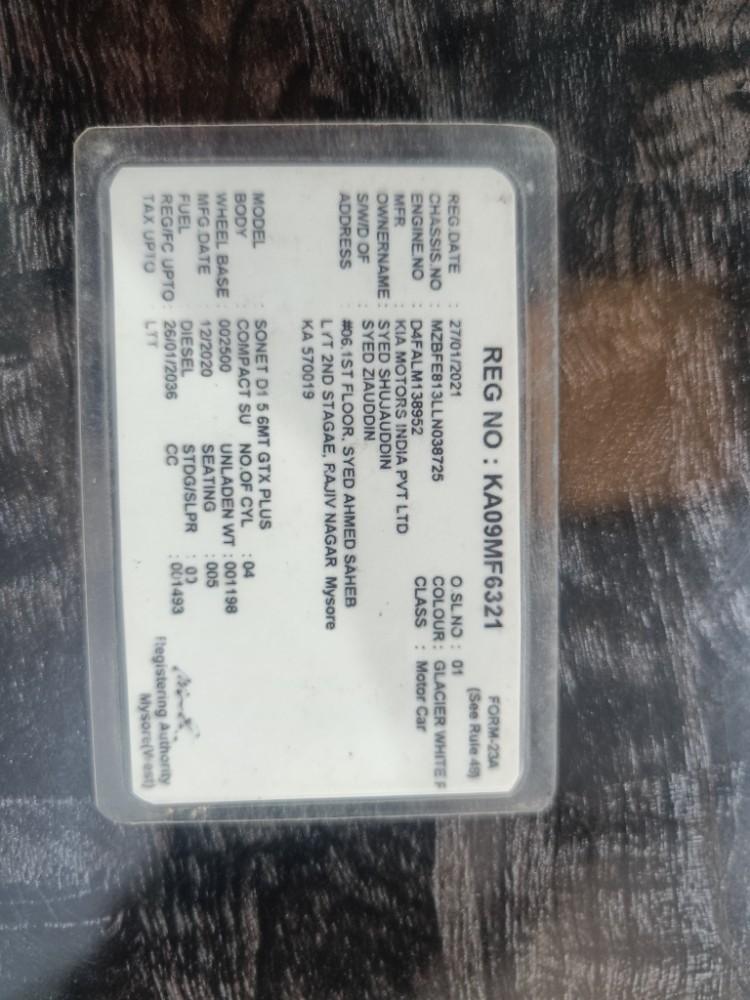 FORM-23A
REG NO : KA09MF6321 (See Rule 48)
REG.DATE : 27/01/2021 O.SL.NO : 01
CHASSIS.NO : MZBFE813LLN038725 COLOUR : GLACIER WHITE P
ENGINE.NO : D4FALM138952 CLASS : Motor Car
MFR : KIA MOTORS INDIA PVT LTD
OWNERNAME : SYED SHUJAUDDIN
S/W/D OF : SYED ZIAUDDIN
ADDRESS : #06,1ST FLOOR, SYED AHMED SAHEB
LYT 2ND STAGAE, RAJIV NAGAR Mysore
KA 570019
MODEL : SONET D1 5 6MT GTX PLUS
BODY : COMPACT SU NO.OF CYL : 04
WHEEL BASE : 002500 UNLADEN WT : 001198
MFG.DATE : 12/2020 SEATING : 005
FUEL : DIESEL STDG/SLPR : 0
REG/FC UPTO : 26/01/2036 CC : 001493
TAX UPTO : LTT
Registering Authority
Mysore(West)